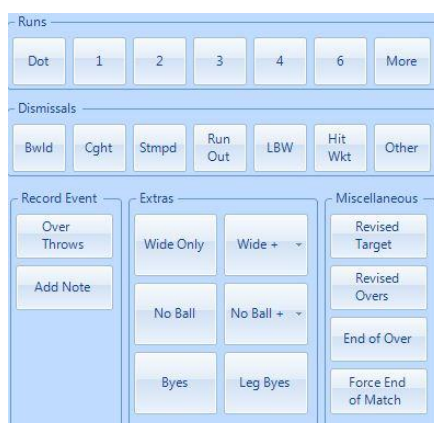 Runs
Dot 1 2 3 4 6 More
Dismissals
Bwld Cght Stmpd Run Out LBW Hit Wkt Other
Record Event
Over
Throws
Add Note
Extras
Wide Only Wide +
No Ball No Ball +
Byes Leg Byes
Miscellaneous
Revised
Target
Revised
Overs
End of Over
Force End
of Match